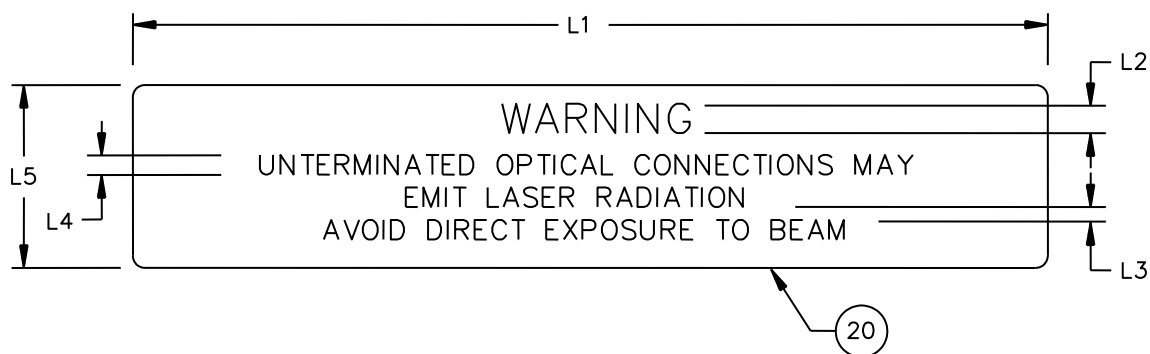 L1
L2
WARNING
UNTERMINATED OPTICAL CONNECTIONS MAY
L5
EMIT LASER RADIATION
L4
AVOID DIRECT EXPOSURE TO BEAM
L3
20